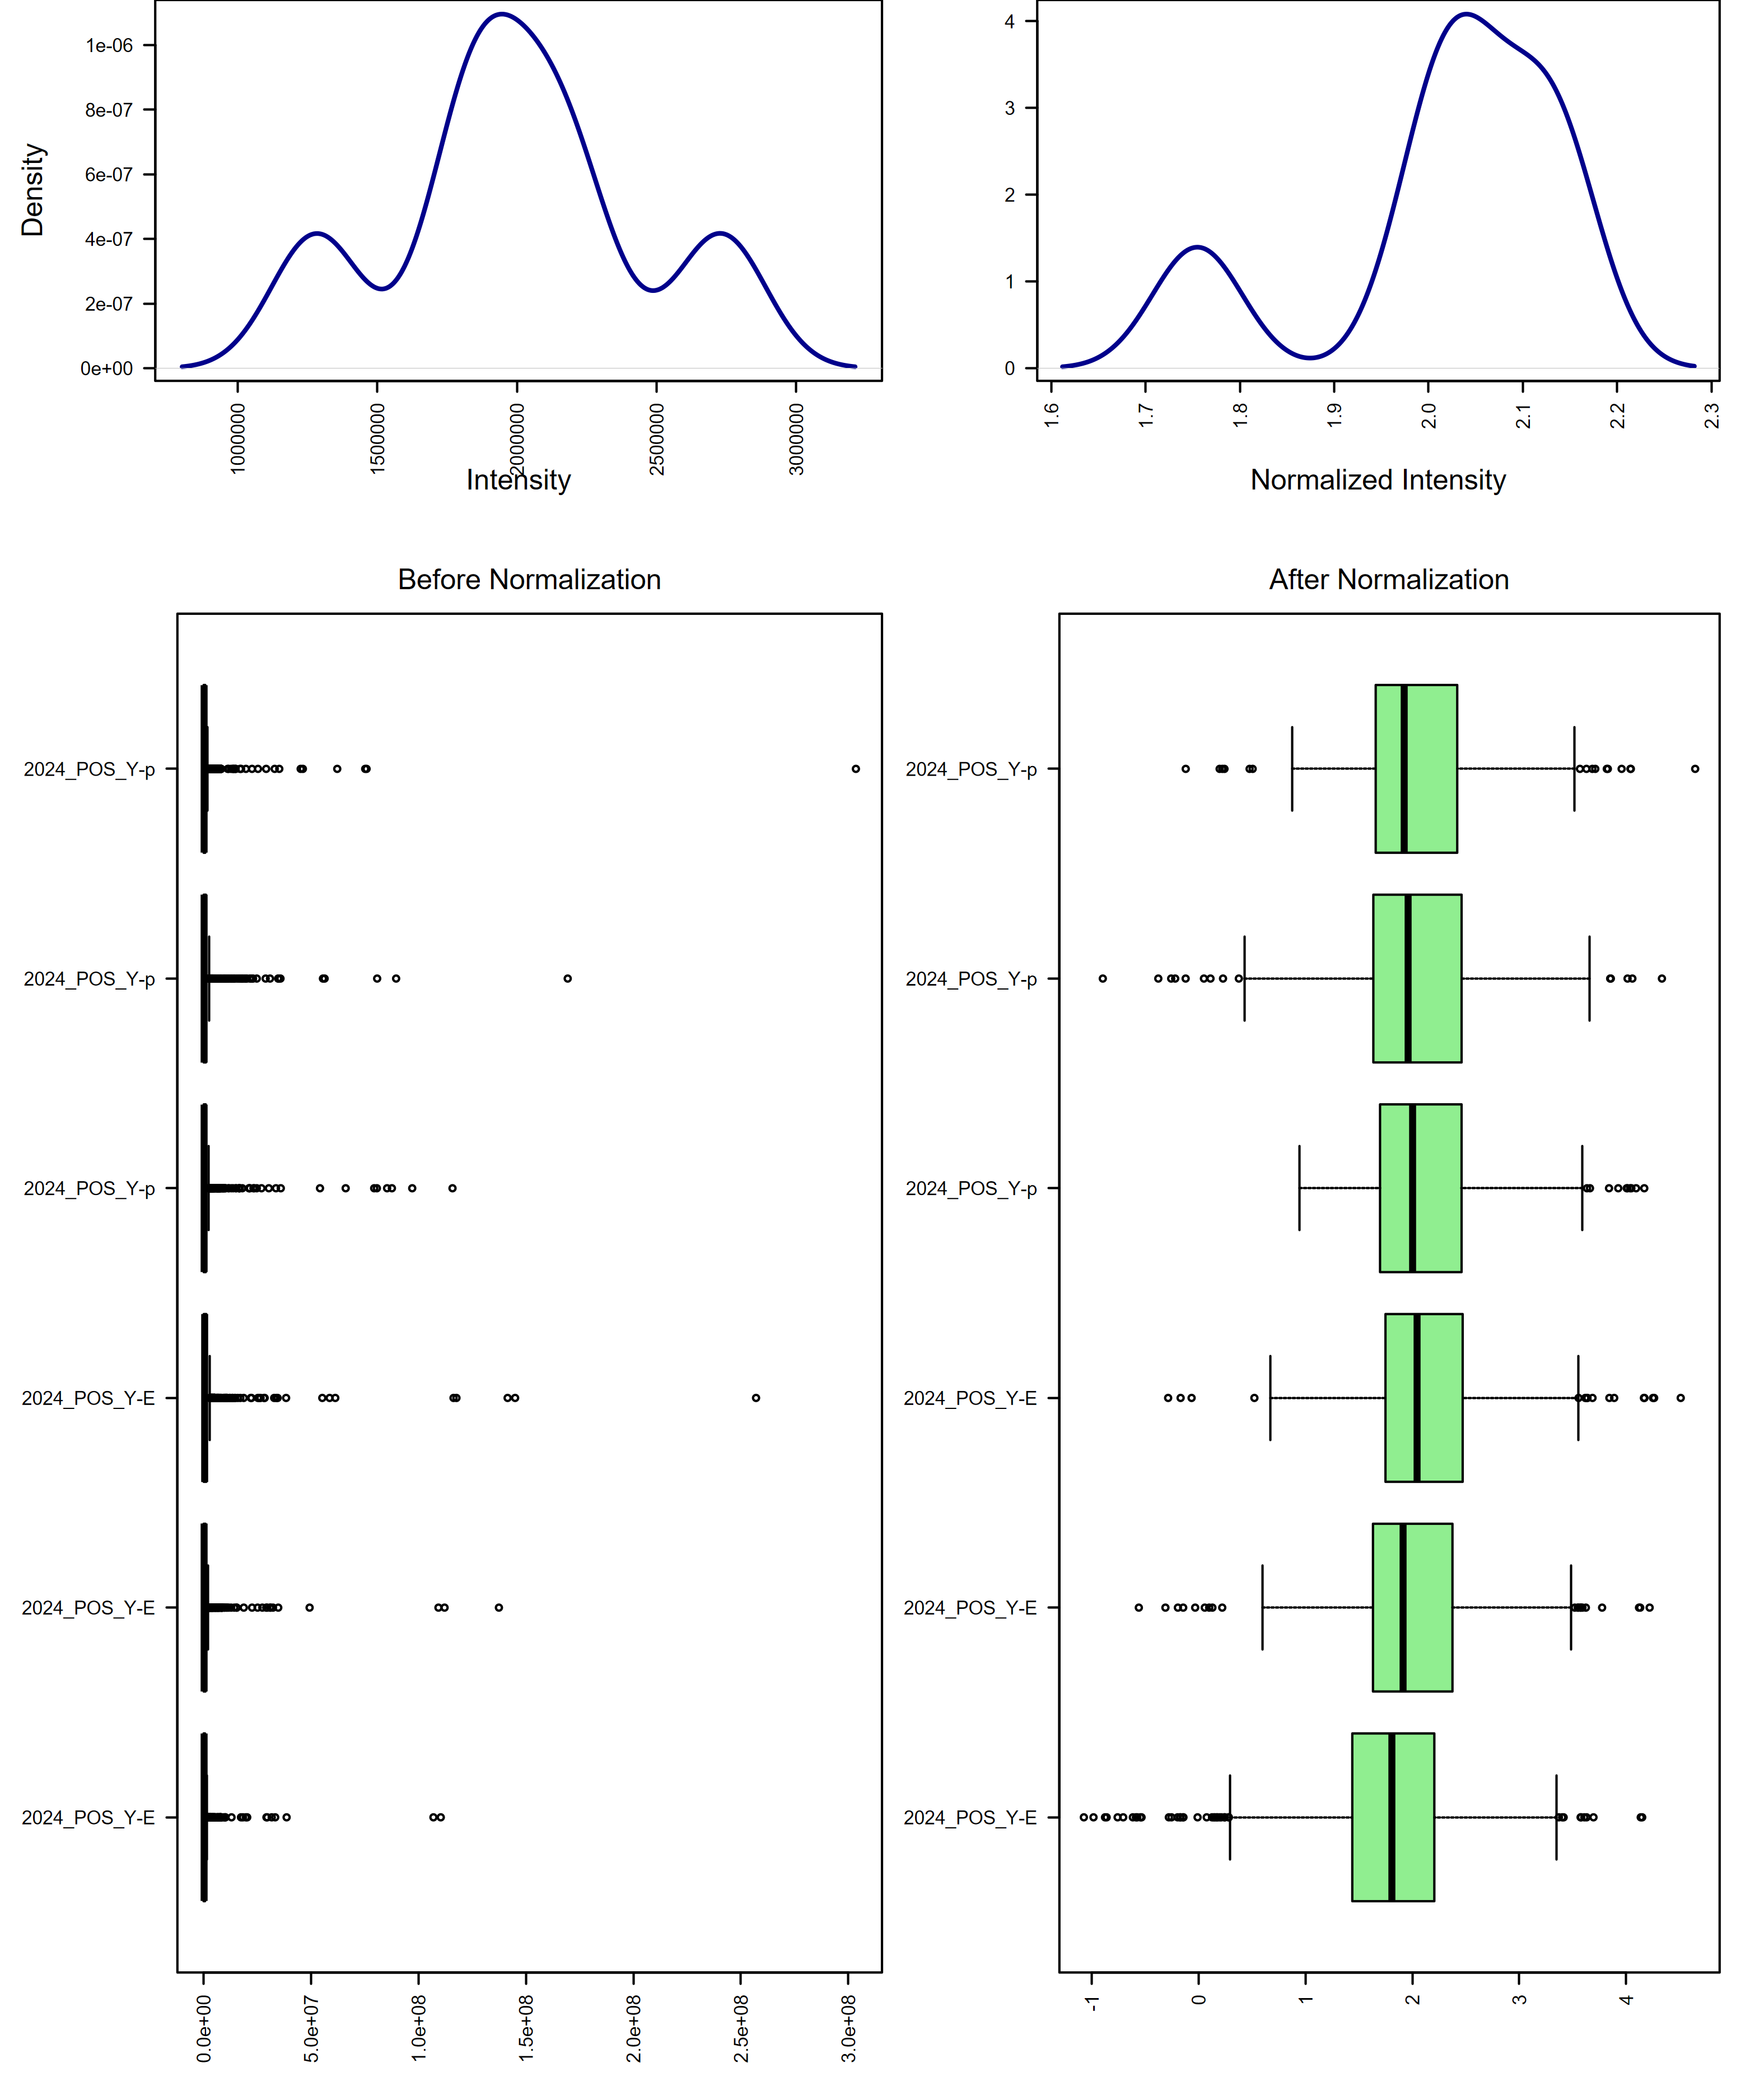 Density
1e-06
8e-07
6e-07
4e-07
2e-07
0e+00
1000000
1500000
2000000
2500000
3000000
Intensity
4
3
2
1
0
1.6
1.7
1.8
1.9
2.0
2.1
2.2
2.3
Normalized Intensity
Before Normalization
2024_POS_Y-p
2024_POS_Y-p
2024_POS_Y-p
2024_POS_Y-E
2024_POS_Y-E
2024_POS_Y-E
0.0e+00
5.0e+07
1.0e+08
1.5e+08
2.0e+08
2.5e+08
3.0e+08
After Normalization
2024_POS_Y-p
2024_POS_Y-p
2024_POS_Y-p
2024_POS_Y-E
2024_POS_Y-E
2024_POS_Y-E
-1
0
1
2
3
4